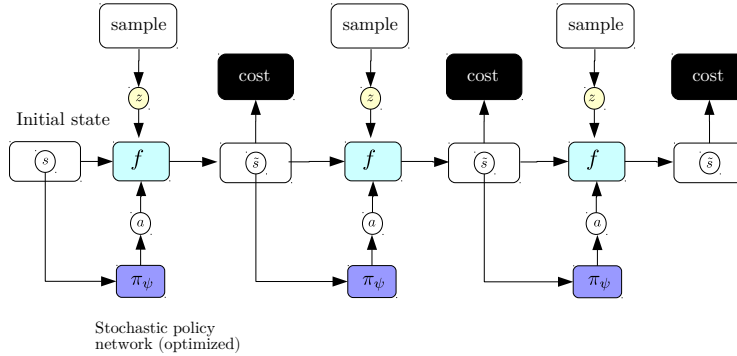 sample sample sample
cost cost cost
z z z
Initial state
s f s̃ f s̃ f s̃
a a a
π_ψ π_ψ π_ψ
Stochastic policy
network (optimized)